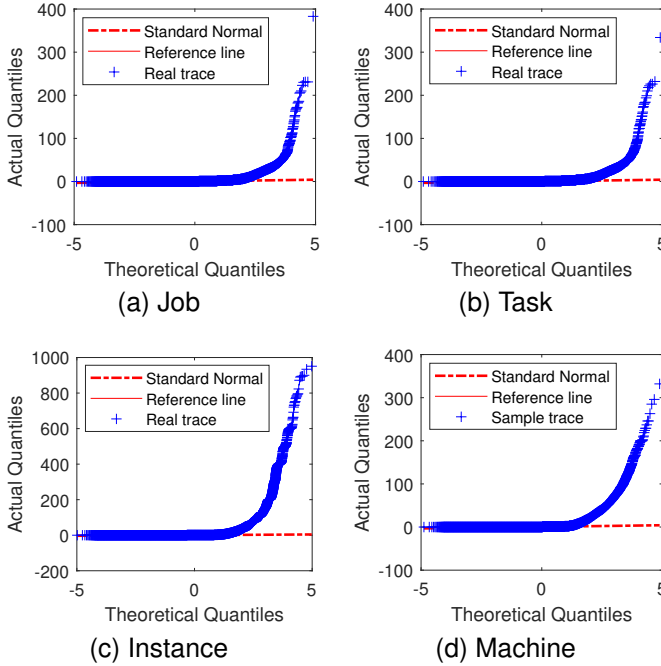 400
300
200
100
0
-100
Actual Quantiles
Standard Normal
Reference line
Real trace
-5 0 5
Theoretical Quantiles
(a) Job
400
300
200
100
0
-100
Actual Quantiles
Standard Normal
Reference line
Real trace
-5 0 5
Theoretical Quantiles
(b) Task
1000
800
600
400
200
0
-200
Actual Quantiles
Standard Normal
Reference line
Real trace
-5 0 5
Theoretical Quantiles
(c) Instance
400
300
200
100
0
-100
Actual Quantiles
Standard Normal
Reference line
Sample trace
-5 0 5
Theoretical Quantiles
(d) Machine